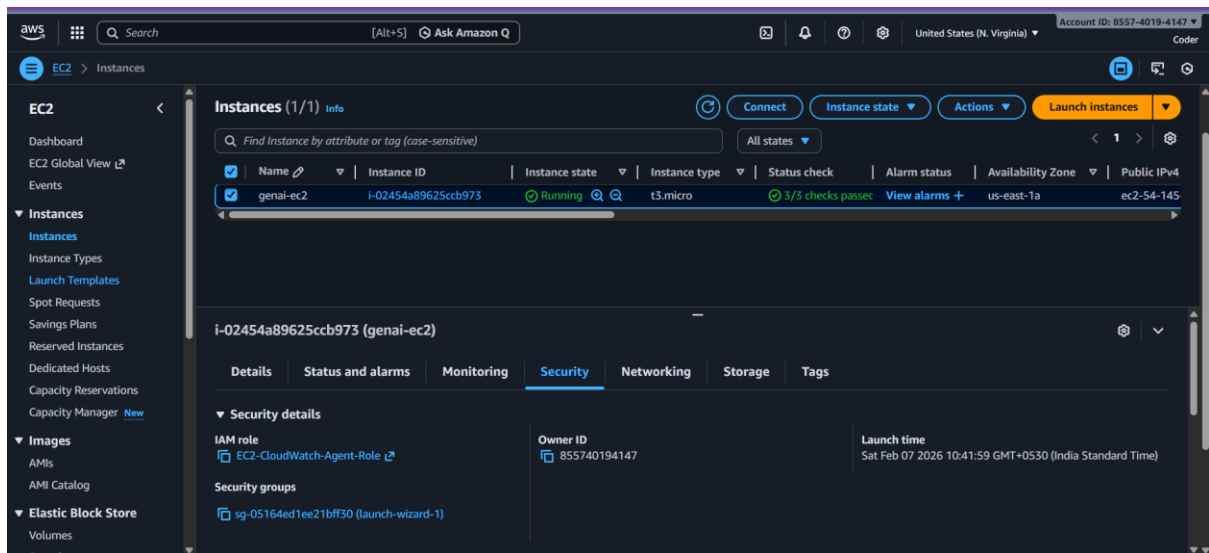 aws Search [Alt+S] Ask Amazon Q United States (N. Virginia) ▼ Account ID: 8557-4019-4147 ▼
Coder
EC2 > Instances
EC2
Dashboard
EC2 Global View
Events
Instances
Instances
Instance Types
Launch Templates
Spot Requests
Savings Plans
Reserved Instances
Dedicated Hosts
Capacity Reservations
Capacity Manager New
Images
AMIs
AMI Catalog
Elastic Block Store
Volumes
Instances (1/1) Info Connect Instance state ▼ Actions ▼ Launch instances ▼
Find Instance by attribute or tag (case-sensitive) All states ▼ < 1 >
Name Instance ID Instance state Instance type Status check Alarm status Availability Zone Public IPv4
genai-ec2 i-02454a89625ccb973 Running t3.micro 3/3 checks passec View alarms + us-east-1a ec2-54-145-
i-02454a89625ccb973 (genai-ec2)
Details Status and alarms Monitoring Security Networking Storage Tags
▼ Security details
IAM role Owner ID Launch time
EC2-CloudWatch-Agent-Role 855740194147 Sat Feb 07 2026 10:41:59 GMT+0530 (India Standard Time)
Security groups
sg-05164ed1ee21bff30 (launch-wizard-1)